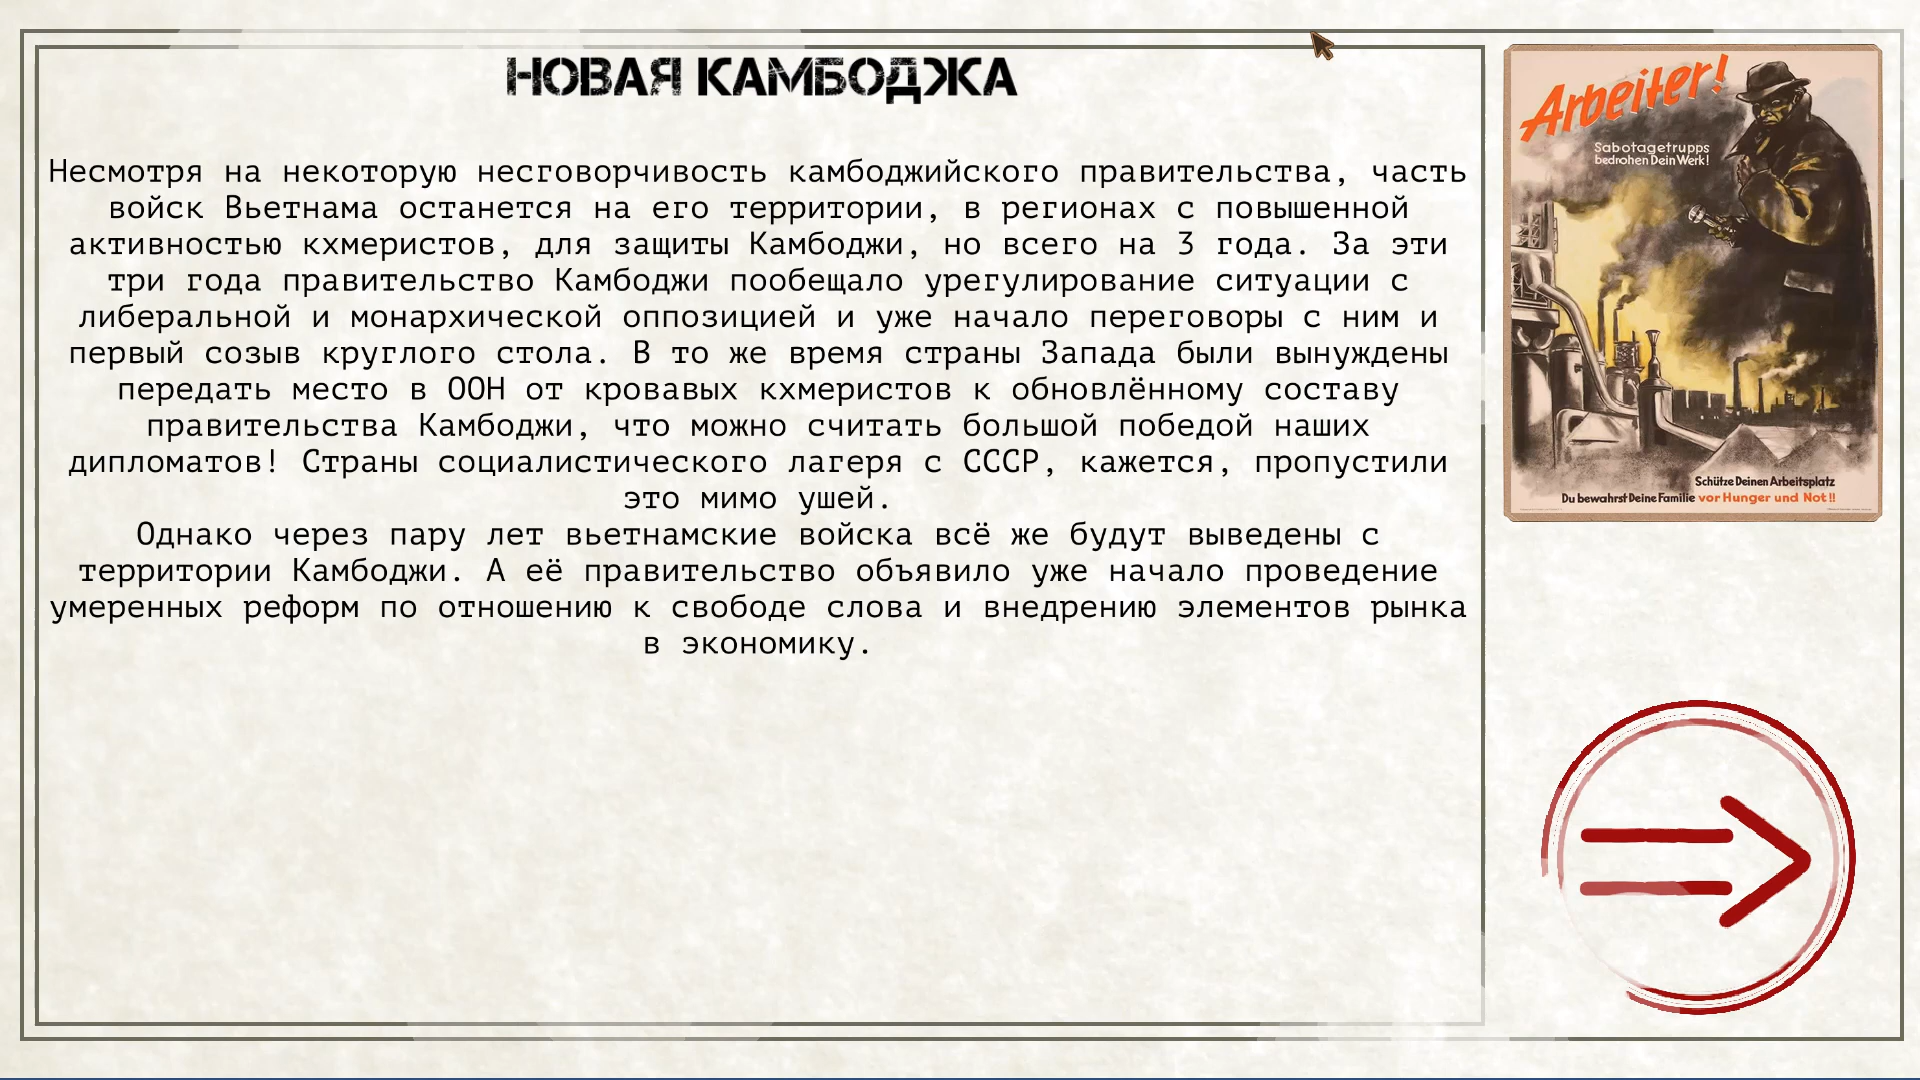 НОВАЯ КАМБОДЖА
Несмотря на некоторую несговорчивость камбоджийского правительства, часть
войск Вьетнама останется на его территории, в регионах с повышенной
активностью кхмеристов, для защиты Камбоджи, но всего на 3 года. За эти
три года правительство Камбоджи пообещало урегулирование ситуации с
либеральной и монархической оппозицией и уже начало переговоры с ним и
первый созыв круглого стола. В то же время страны Запада были вынуждены
передать место в ООН от кровавых кхмеристов к обновлённому составу
правительства Камбоджи, что можно считать большой победой наших
дипломатов! Страны социалистического лагеря с СССР, кажется, пропустили
это мимо ушей.
Однако через пару лет вьетнамские войска всё же будут выведены с
территории Камбоджи. А её правительство объявило уже начало проведение
умеренных реформ по отношению к свободе слова и внедрению элементов рынка
в экономику.
Arbeiter!
Sabotagetrupps
bedrohen Dein Werk!
Schütze Deinen Arbeitsplatz
Du bewahrst Deine Familie vor Hunger und Not!!